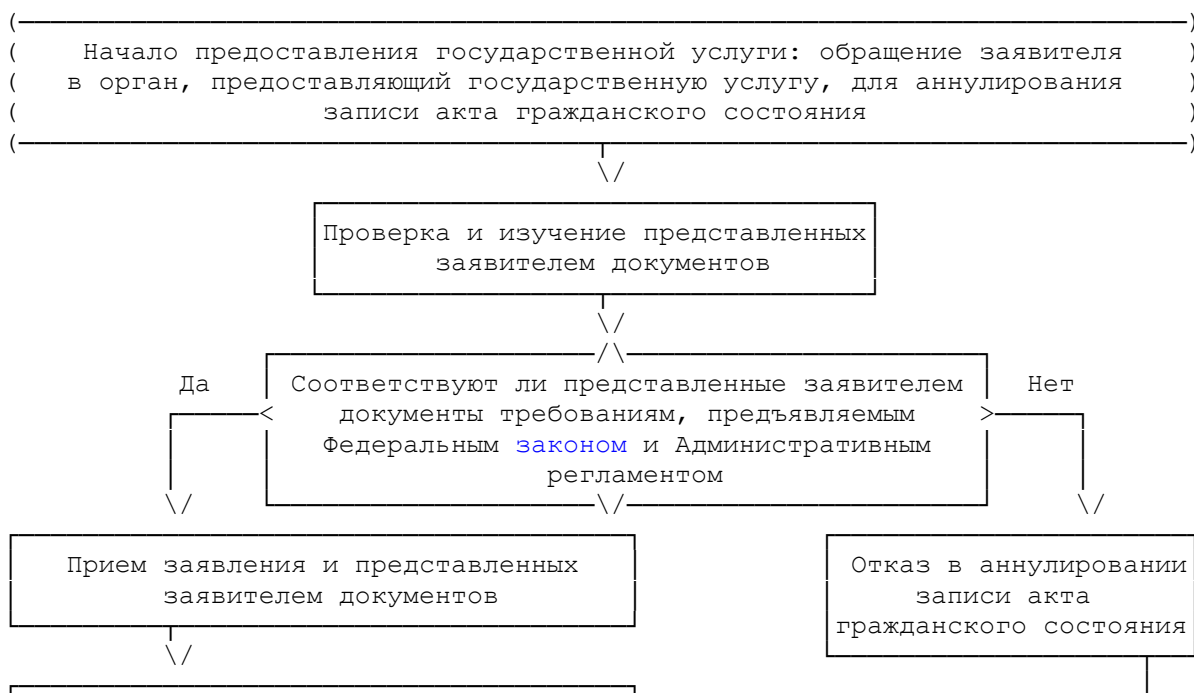 Начало предоставления государственной услуги: обращение заявителя
в орган, предоставляющий государственную услугу, для аннулирования
записи акта гражданского состояния
Проверка и изучение представленных
заявителем документов
Да
Соответствуют ли представленные заявителем
документы требованиям, предъявляемым
Федеральным законом и Административным
регламентом
Нет
Прием заявления и представленных
заявителем документов
Отказ в аннулировании
записи акта
гражданского состояния